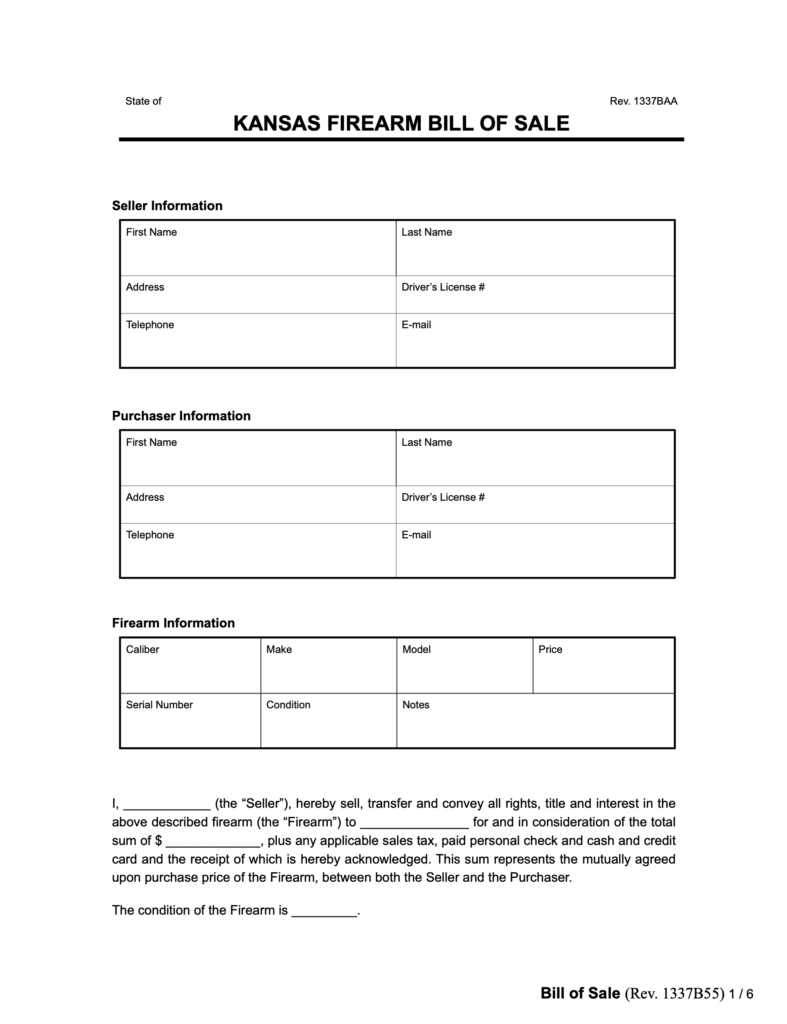 State of Rev. 1337BAA
KANSAS FIREARM BILL OF SALE
Seller Information
First Name Last Name
Address Driver’s License #
Telephone E-mail
Purchaser Information
First Name Last Name
Address Driver’s License #
Telephone E-mail
Firearm Information
Caliber Make Model Price
Serial Number Condition Notes
I, ____________ (the “Seller”), hereby sell, transfer and convey all rights, title and interest in the
above described firearm (the “Firearm”) to _______________ for and in consideration of the total
sum of $ _____________, plus any applicable sales tax, paid personal check and cash and credit
card and the receipt of which is hereby acknowledged. This sum represents the mutually agreed
upon purchase price of the Firearm, between both the Seller and the Purchaser.
The condition of the Firearm is _________.
Bill of Sale (Rev. 1337B55) 1 / 6